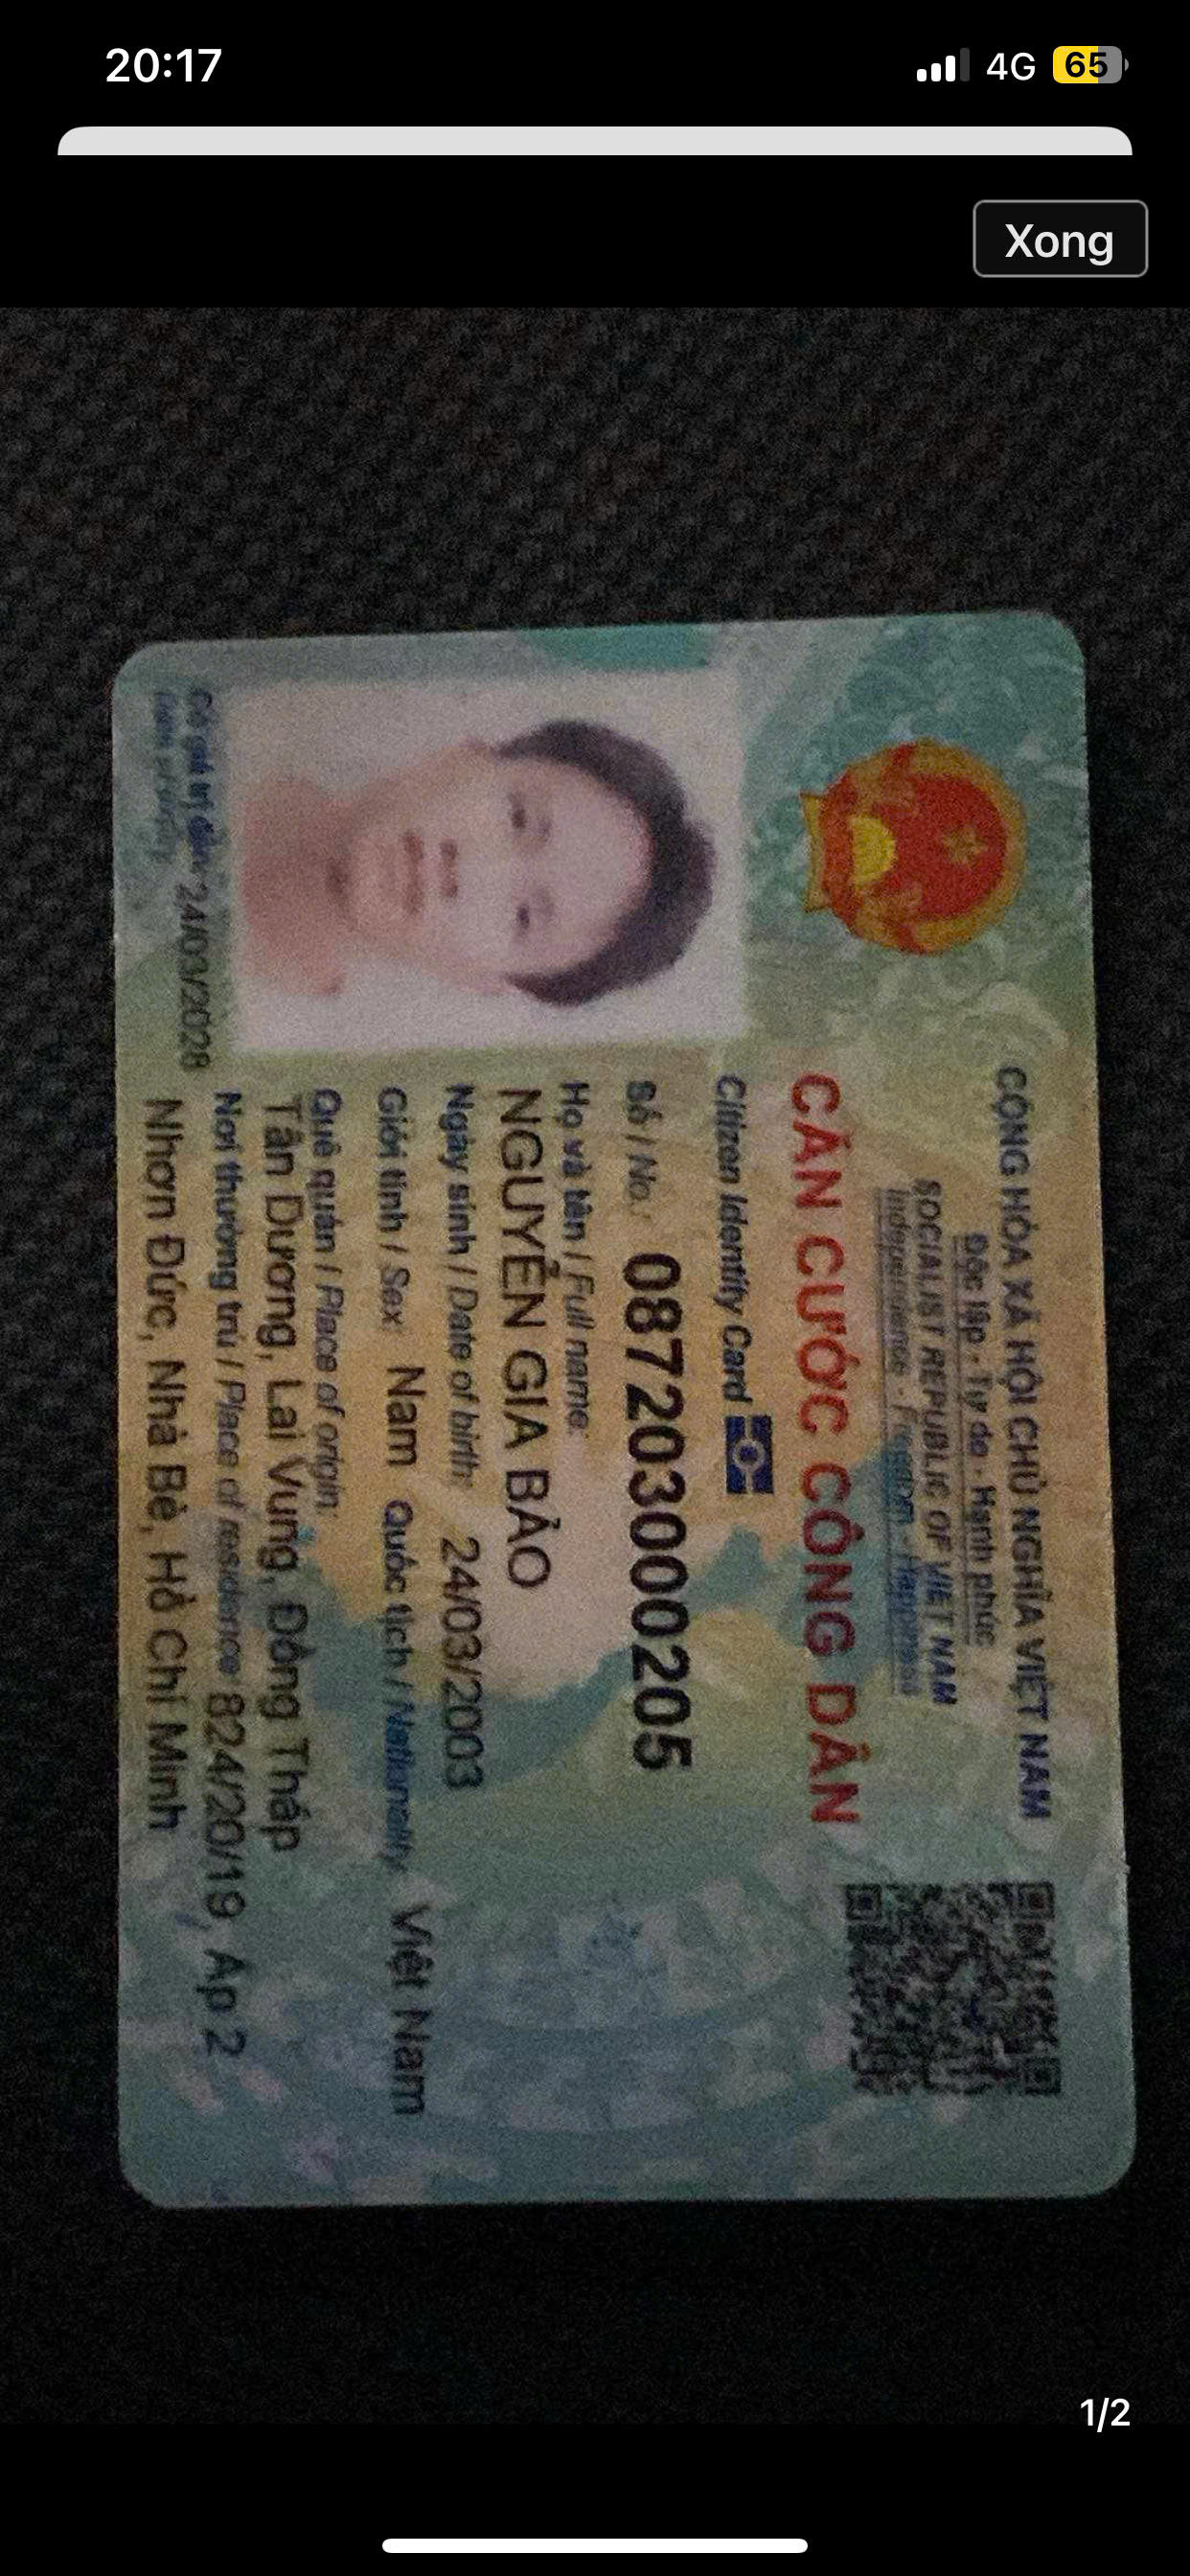 20:17
4G 65
Xong
CỘNG HÒA XÃ HỘI CHỦ NGHĨA VIỆT NAM
Độc lập - Tự do - Hạnh phúc
SOCIALIST REPUBLIC OF VIET NAM
Independence - Freedom - Happiness
CĂN CƯỚC CÔNG DÂN
Citizen Identity Card
Số / No.: 087203000205
Họ và tên / Full name:
NGUYỄN GIA BẢO
Ngày sinh / Date of birth: 24/03/2003
Giới tính / Sex: Nam Quốc tịch / Nationality: Việt Nam
Quê quán / Place of origin:
Tân Dương, Lai Vung, Đồng Tháp
Nơi thường trú / Place of residence: 824/20/19, Ấp 2
Nhơn Đức, Nhà Bè, Hồ Chí Minh
Có giá trị đến: 24/03/2028
Date of expiry
1/2